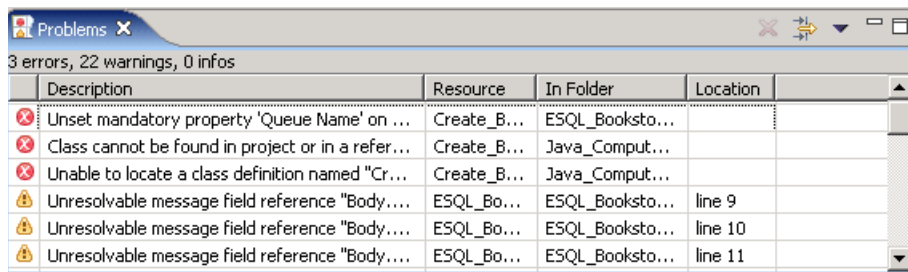 Problems
3 errors, 22 warnings, 0 infos
Description Resource In Folder Location
Unset mandatory property 'Queue Name' on ... Create_B... ESQL_Booksto...
Class cannot be found in project or in a refer... Create_B... Java_Comput...
Unable to locate a class definition named "Cr... Create_B... Java_Comput...
Unresolvable message field reference "Body.... ESQL_Bo... ESQL_Booksto... line 9
Unresolvable message field reference "Body.... ESQL_Bo... ESQL_Booksto... line 10
Unresolvable message field reference "Body.... ESQL_Bo... ESQL_Booksto... line 11